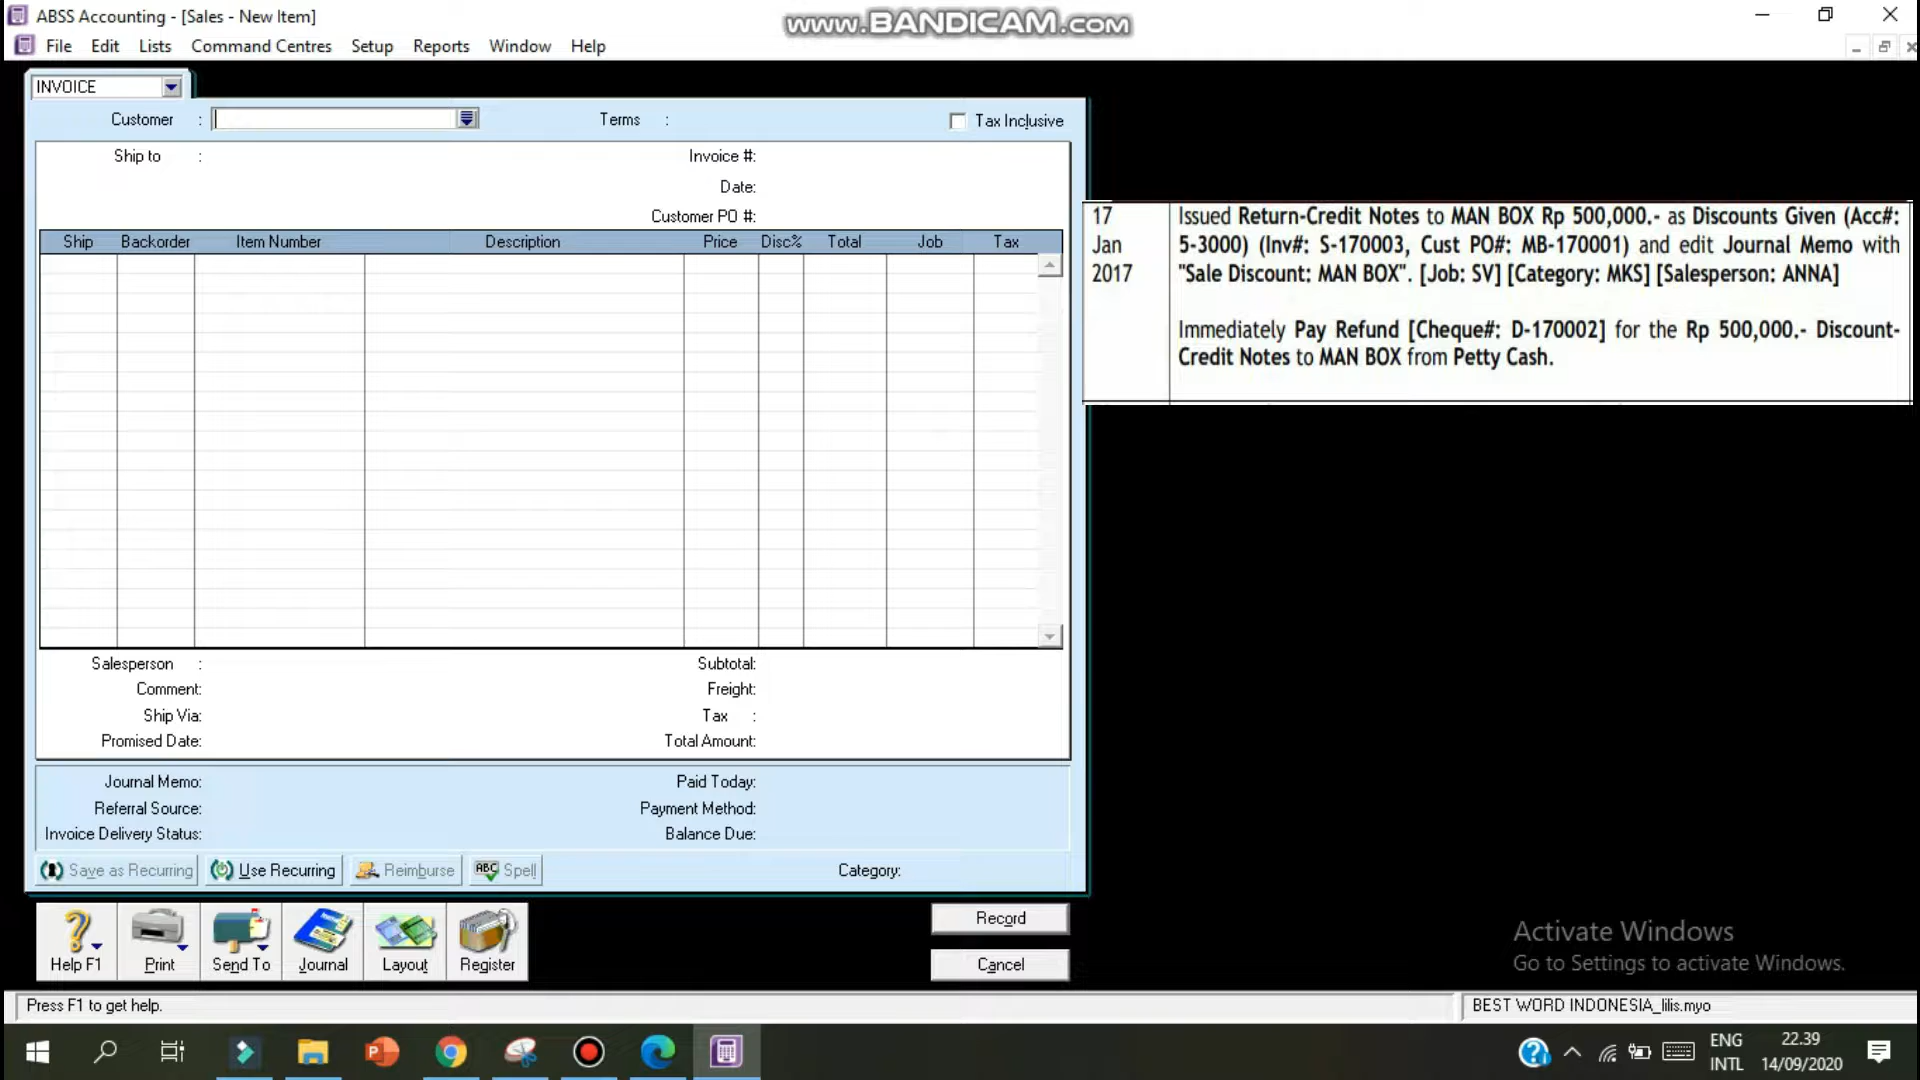 ABSS Accounting - [Sales - New Item]
www.BANDICAM.com
File Edit Lists Command Centres Setup Reports Window Help
INVOICE
Customer :
Terms :
Tax Inclusive
Ship to :
Invoice #:
Date:
Customer PO #:
Ship Backorder Item Number Description Price Disc% Total Job Tax
17 Jan 2017
Issued Return-Credit Notes to MAN BOX Rp 500,000.- as Discounts Given (Acc#:
5-3000) (Inv#: S-170003, Cust PO#: MB-170001) and edit Journal Memo with
"Sale Discount: MAN BOX". [Job: SV] [Category: MKS] [Salesperson: ANNA]
Immediately Pay Refund [Cheque#: D-170002] for the Rp 500,000.- Discount-
Credit Notes to MAN BOX from Petty Cash.
Salesperson :
Subtotal:
Comment:
Freight:
Ship Via:
Tax :
Promised Date:
Total Amount:
Journal Memo:
Paid Today:
Referral Source:
Payment Method:
Invoice Delivery Status:
Balance Due:
Save as Recurring
Use Recurring
Reimburse
ABC Spell
Category:
Record
Cancel
Help F1 Print Send To Journal Layout Register
Activate Windows
Go to Settings to activate Windows.
Press F1 to get help.
BEST WORD INDONESIA_lilis.myo
ENG
INTL
22.39
14/09/2020